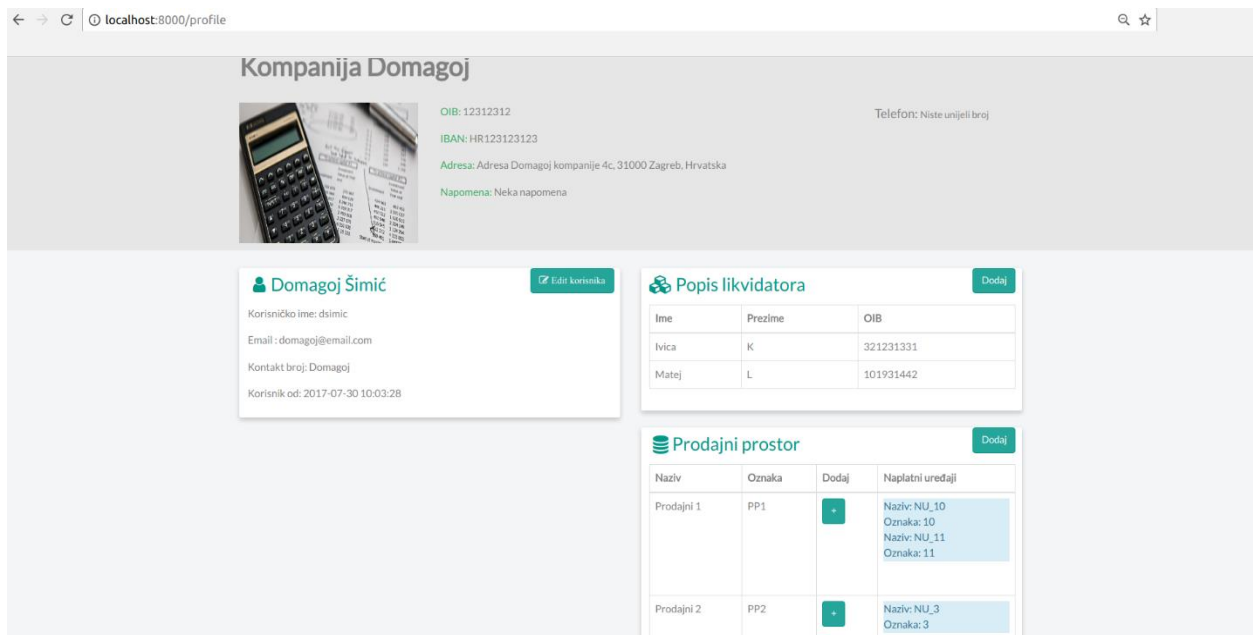 localhost:8000/profile
Kompanija Domagoj
OIB: 12312312
Telefon: Niste unijeli broj
IBAN: HR123123123
Adresa: Adresa Domagoj kompanije 4c, 31000 Zagreb, Hrvatska
Napomena: Neka napomena
Domagoj Šimić
Edit korisnika
Korisničko ime: dsimic
Email : domagoj@email.com
Kontakt broj: Domagoj
Korisnik od: 2017-07-30 10:03:28
Popis likvidatora
Dodaj
Ime Prezime OIB
Ivica K 321231331
Matej L 101931442
Prodajni prostor
Dodaj
Naziv Oznaka Dodaj Naplatni uređaji
Prodajni 1 PP1 + Naziv: NU_10
Oznaka: 10
Naziv: NU_11
Oznaka: 11
Prodajni 2 PP2 + Naziv: NU_3
Oznaka: 3